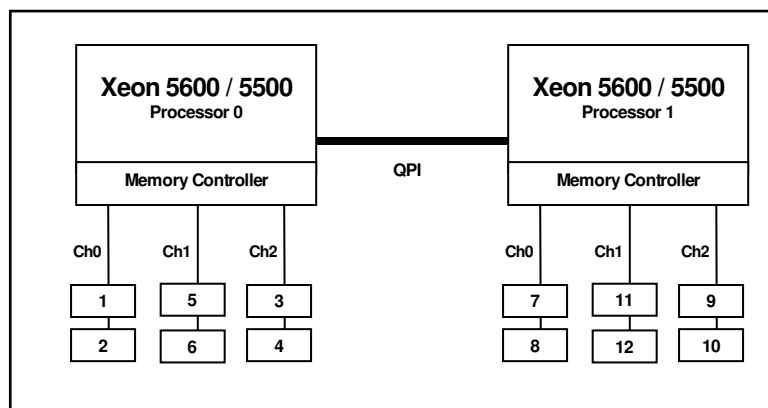 Xeon 5600 / 5500
Processor 0
Memory Controller
Xeon 5600 / 5500
Processor 1
Memory Controller
QPI
Ch0
Ch1
Ch2
1
5
3
2
6
4
Ch0
Ch1
Ch2
7
11
9
8
12
10